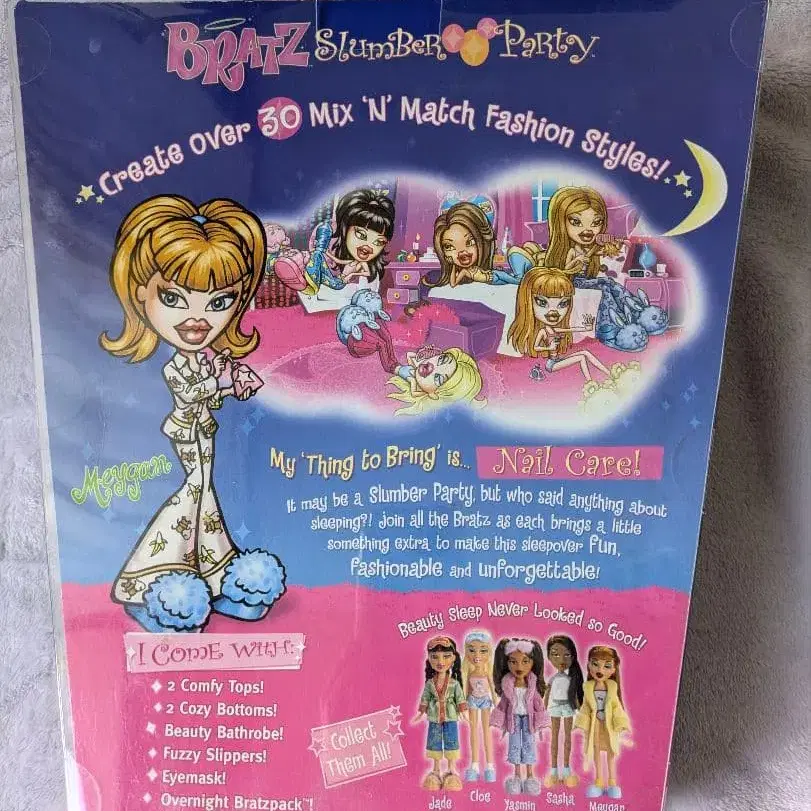 BRATZ SLUMBER PARTY
Create Over 30 Mix 'N' Match Fashion Styles!
Meygan
My 'Thing to Bring' is... Nail Care!
It may be a Slumber Party, but who said anything about
sleeping?! Join all the Bratz as each brings a little
something extra to make this sleepover fun,
fashionable and unforgettable!
Beauty Sleep Never Looked So Good!
I Come With:
2 Comfy Tops!
2 Cozy Bottoms!
Beauty Bathrobe!
Fuzzy Slippers!
Eyemask!
Overnight Bratzpack™!
Collect
Them All!
Jade Cloe Yasmin Sasha Meygan